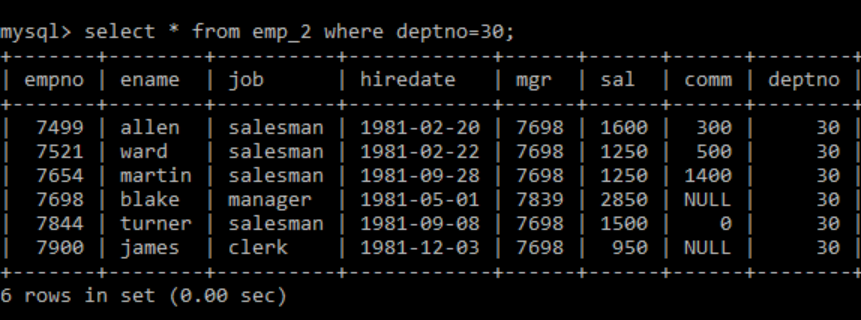 mysql> select * from emp_2 where deptno=30;
+-------+--------+----------+------------+------+------+------+--------+
| empno | ename  | job      | hiredate   | mgr  | sal  | comm | deptno |
+-------+--------+----------+------------+------+------+------+--------+
|  7499 | allen  | salesman | 1981-02-20 | 7698 | 1600 |  300 |     30 |
|  7521 | ward   | salesman | 1981-02-22 | 7698 | 1250 |  500 |     30 |
|  7654 | martin | salesman | 1981-09-28 | 7698 | 1250 | 1400 |     30 |
|  7698 | blake  | manager  | 1981-05-01 | 7839 | 2850 | NULL |     30 |
|  7844 | turner | salesman | 1981-09-08 | 7698 | 1500 |    0 |     30 |
|  7900 | james  | clerk    | 1981-12-03 | 7698 |  950 | NULL |     30 |
+-------+--------+----------+------------+------+------+------+--------+
6 rows in set (0.00 sec)